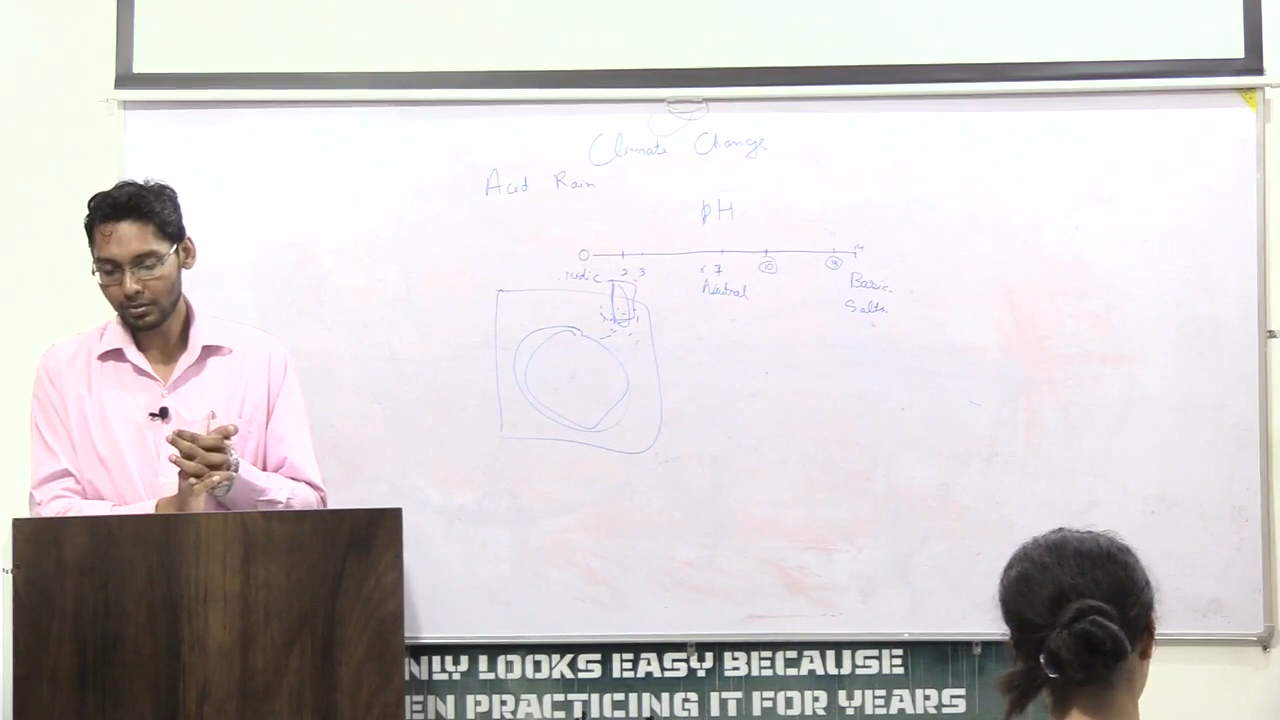 Climate Change
Acid Rain
pH
0 2 3 7 10 13 14
Neutral
Basic
Salts
NLY LOOKS EASY BECAUSE
EN PRACTICING IT FOR YEARS